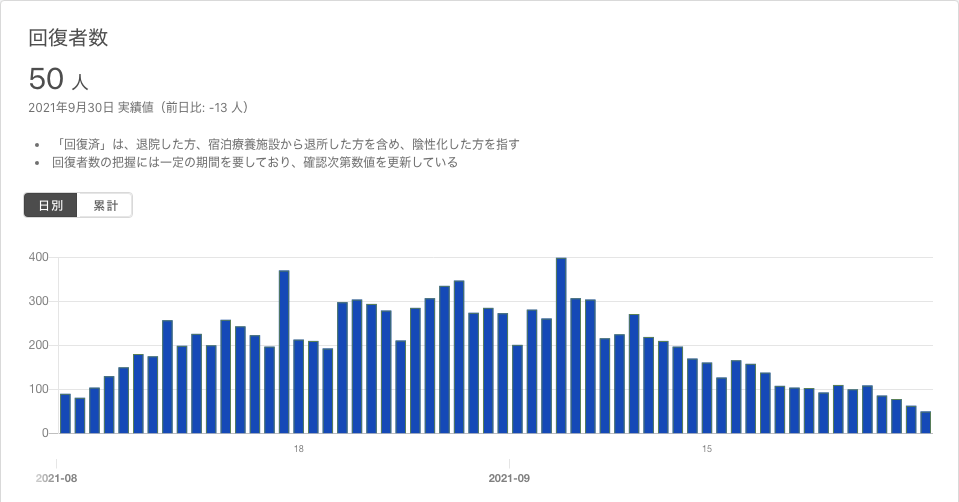 回復者数
50 人
2021年9月30日 実績値（前日比: -13 人）
• 「回復済」は、退院した方、宿泊療養施設から退所した方を含め、陰性化した方を指す
• 回復者数の把握には一定の期間を要しており、確認次第数値を更新している
日別 累計
400
300
200
100
0
18 15
2021-08 2021-09